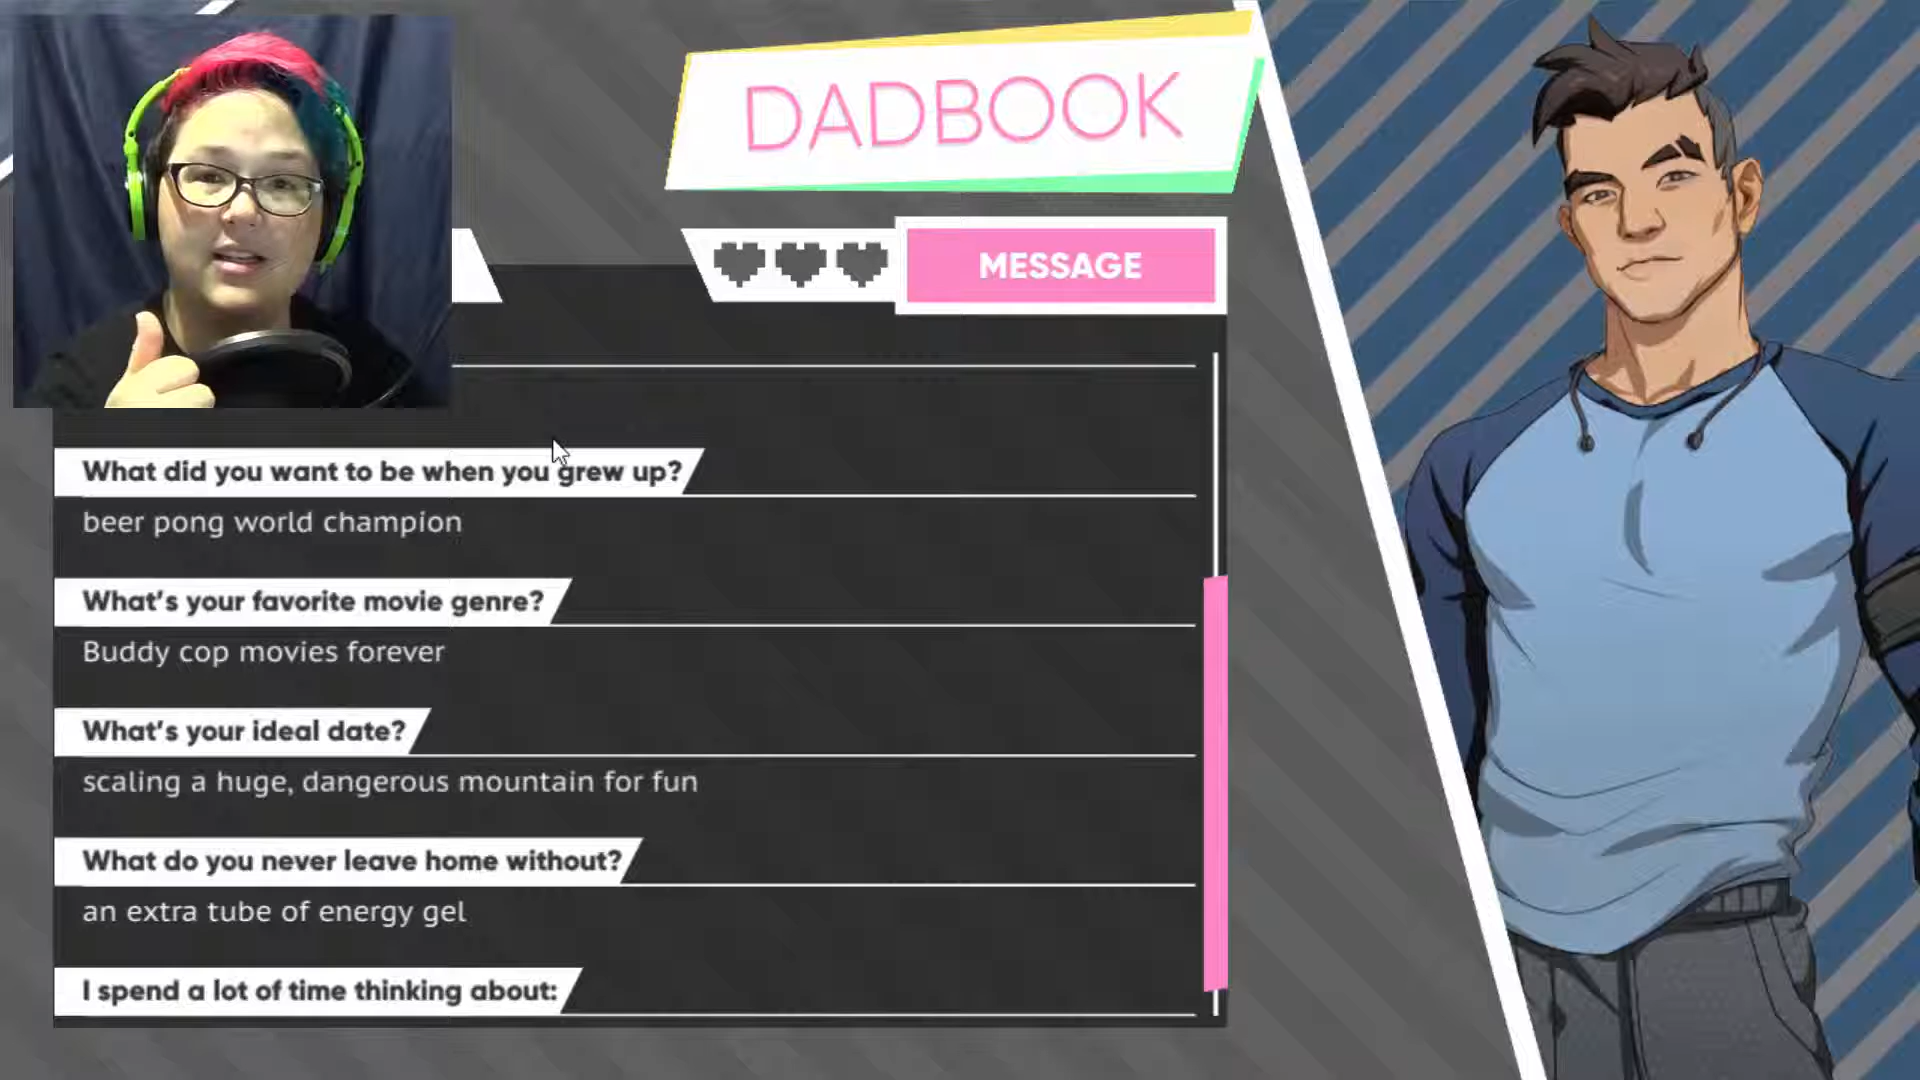 DADBOOK
MESSAGE
What did you want to be when you grew up?
beer pong world champion
What's your favorite movie genre?
Buddy cop movies forever
What's your ideal date?
scaling a huge, dangerous mountain for fun
What do you never leave home without?
an extra tube of energy gel
I spend a lot of time thinking about: